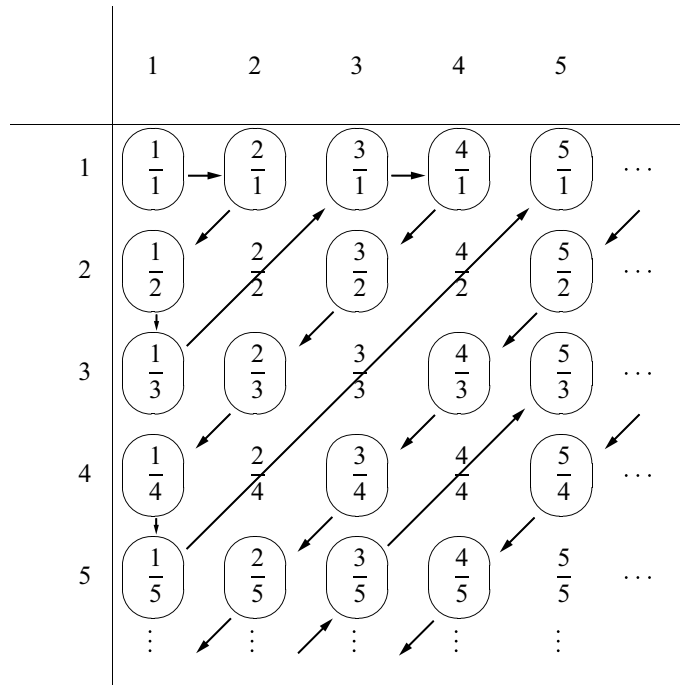 1 2 3 4 5
1 1/1 2/1 3/1 4/1 5/1 ⋯
2 1/2 2/2 3/2 4/2 5/2 ⋯
3 1/3 2/3 3/3 4/3 5/3 ⋯
4 1/4 2/4 3/4 4/4 5/4 ⋯
5 1/5 2/5 3/5 4/5 5/5 ⋯
⋮ ⋮ ⋮ ⋮ ⋮